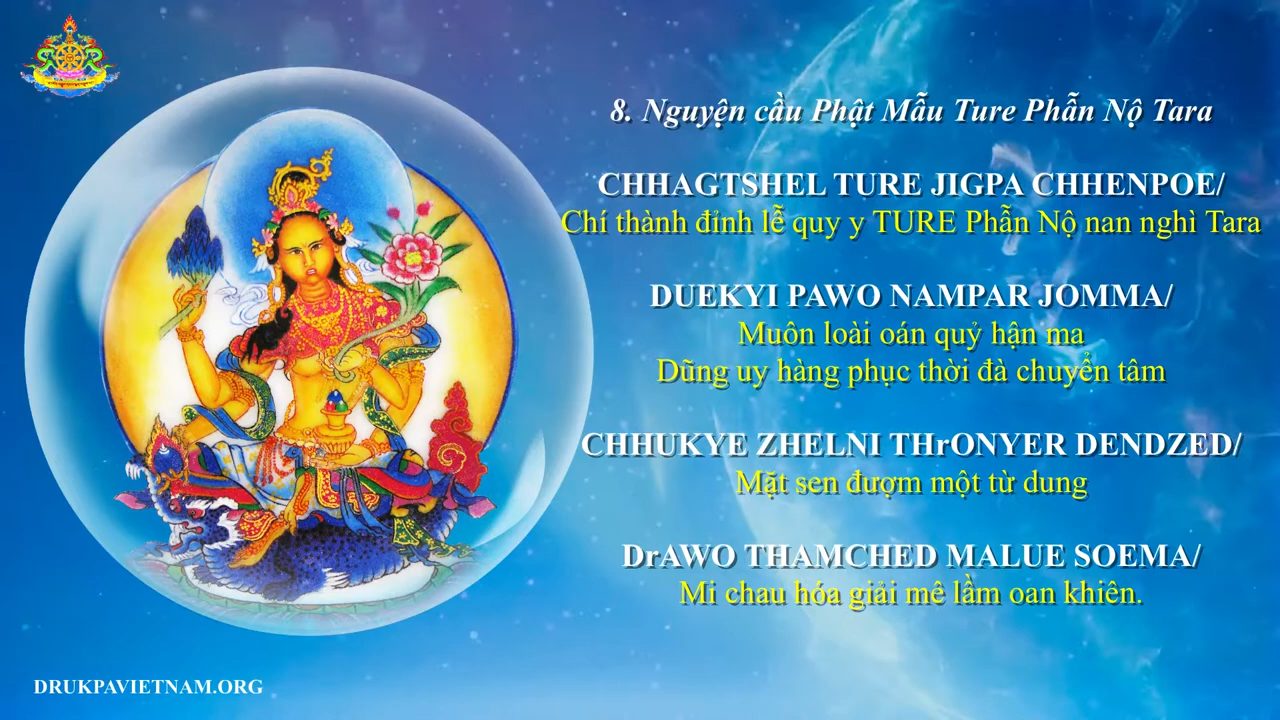 8. Nguyện cầu Phật Mẫu Ture Phẫn Nộ Tara
CHHAGTSHEL TURE JIGPA CHHENPOE/
Chí thành đỉnh lễ quy y TURE Phẫn Nộ nan nghì Tara
DUEKYI PAWO NAMPAR JOMMA/
Muôn loài oán quỷ hận ma
Dũng uy hàng phục thời đà chuyển tâm
CHHUKYE ZHELNI THrONYER DENDZED/
Mặt sen đượm một từ dung
DrAWO THAMCHED MALUE SOEMA/
Mi chau hóa giải mê lầm oan khiên.
DRUKPAVIETNAM.ORG